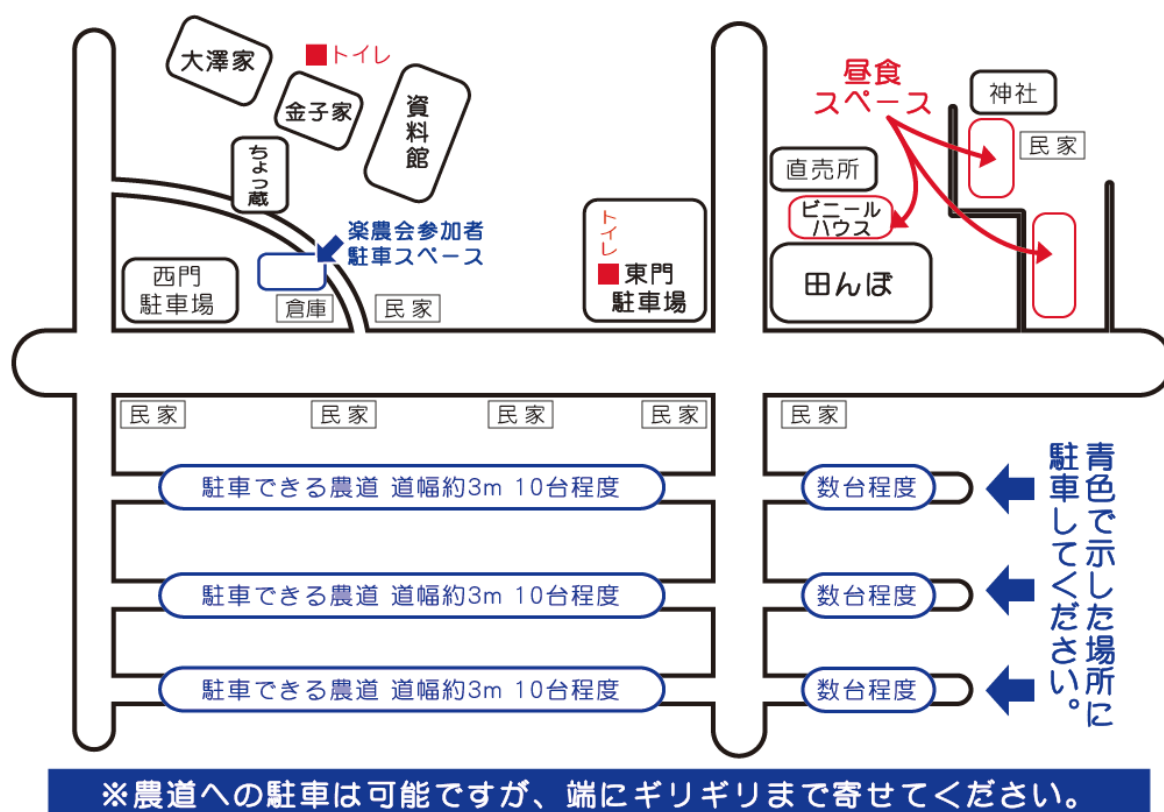 大澤家
トイレ
金子家
資料館
ちょっ蔵
楽農会参加者
駐車スペース
西門
駐車場
倉庫
民家
トイレ
東門
駐車場
昼食
スペース
神社
民家
直売所
ビニール
ハウス
田んぼ
民家
民家
民家
民家
民家
駐車できる農道 道幅約3m 10台程度
数台程度
駐車できる農道 道幅約3m 10台程度
数台程度
駐車できる農道 道幅約3m 10台程度
数台程度
青色で示した場所に
駐車してください。
※農道への駐車は可能ですが、端にギリギリまで寄せてください。